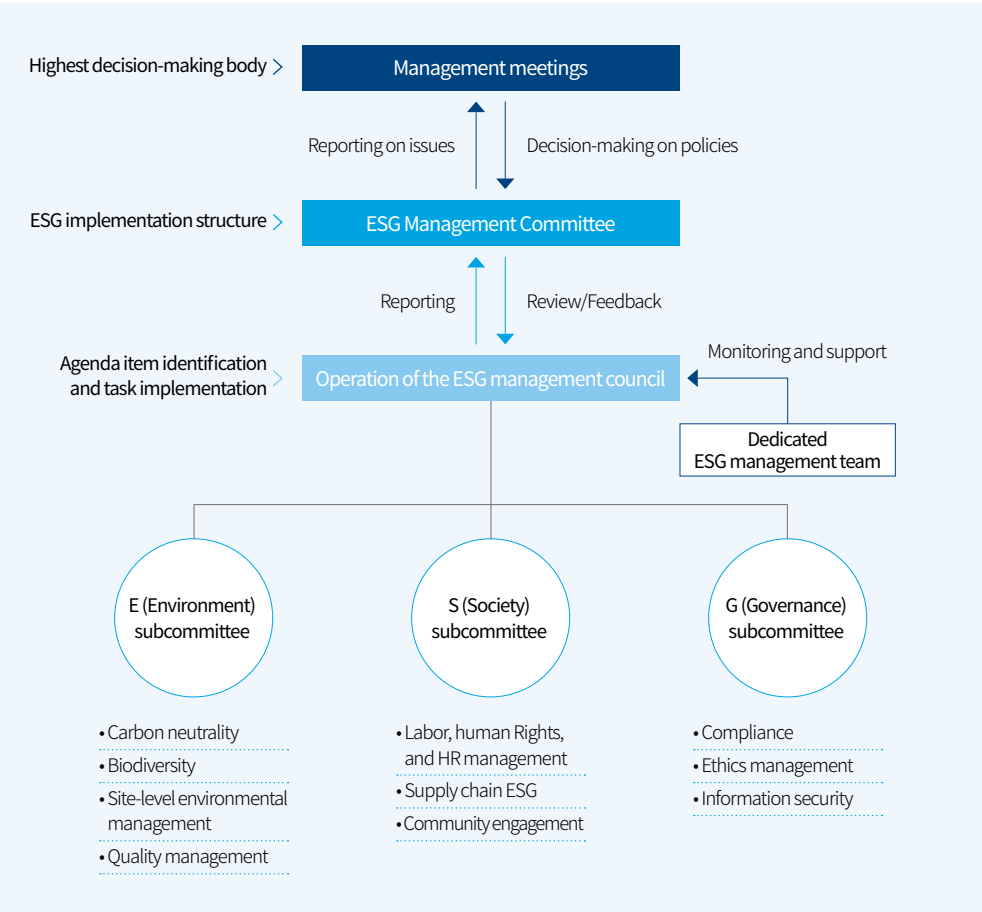 Highest decision-making body >
Management meetings
Reporting on issues
Decision-making on policies
ESG implementation structure >
ESG Management Committee
Reporting
Review/Feedback
Agenda item identification
and task implementation >
Operation of the ESG management council
Monitoring and support
Dedicated
ESG management team
E (Environment)
subcommittee
S (Society)
subcommittee
G (Governance)
subcommittee
• Carbon neutrality
• Biodiversity
• Site-level environmental
management
• Quality management
• Labor, human Rights,
and HR management
• Supply chain ESG
• Community engagement
• Compliance
• Ethics management
• Information security